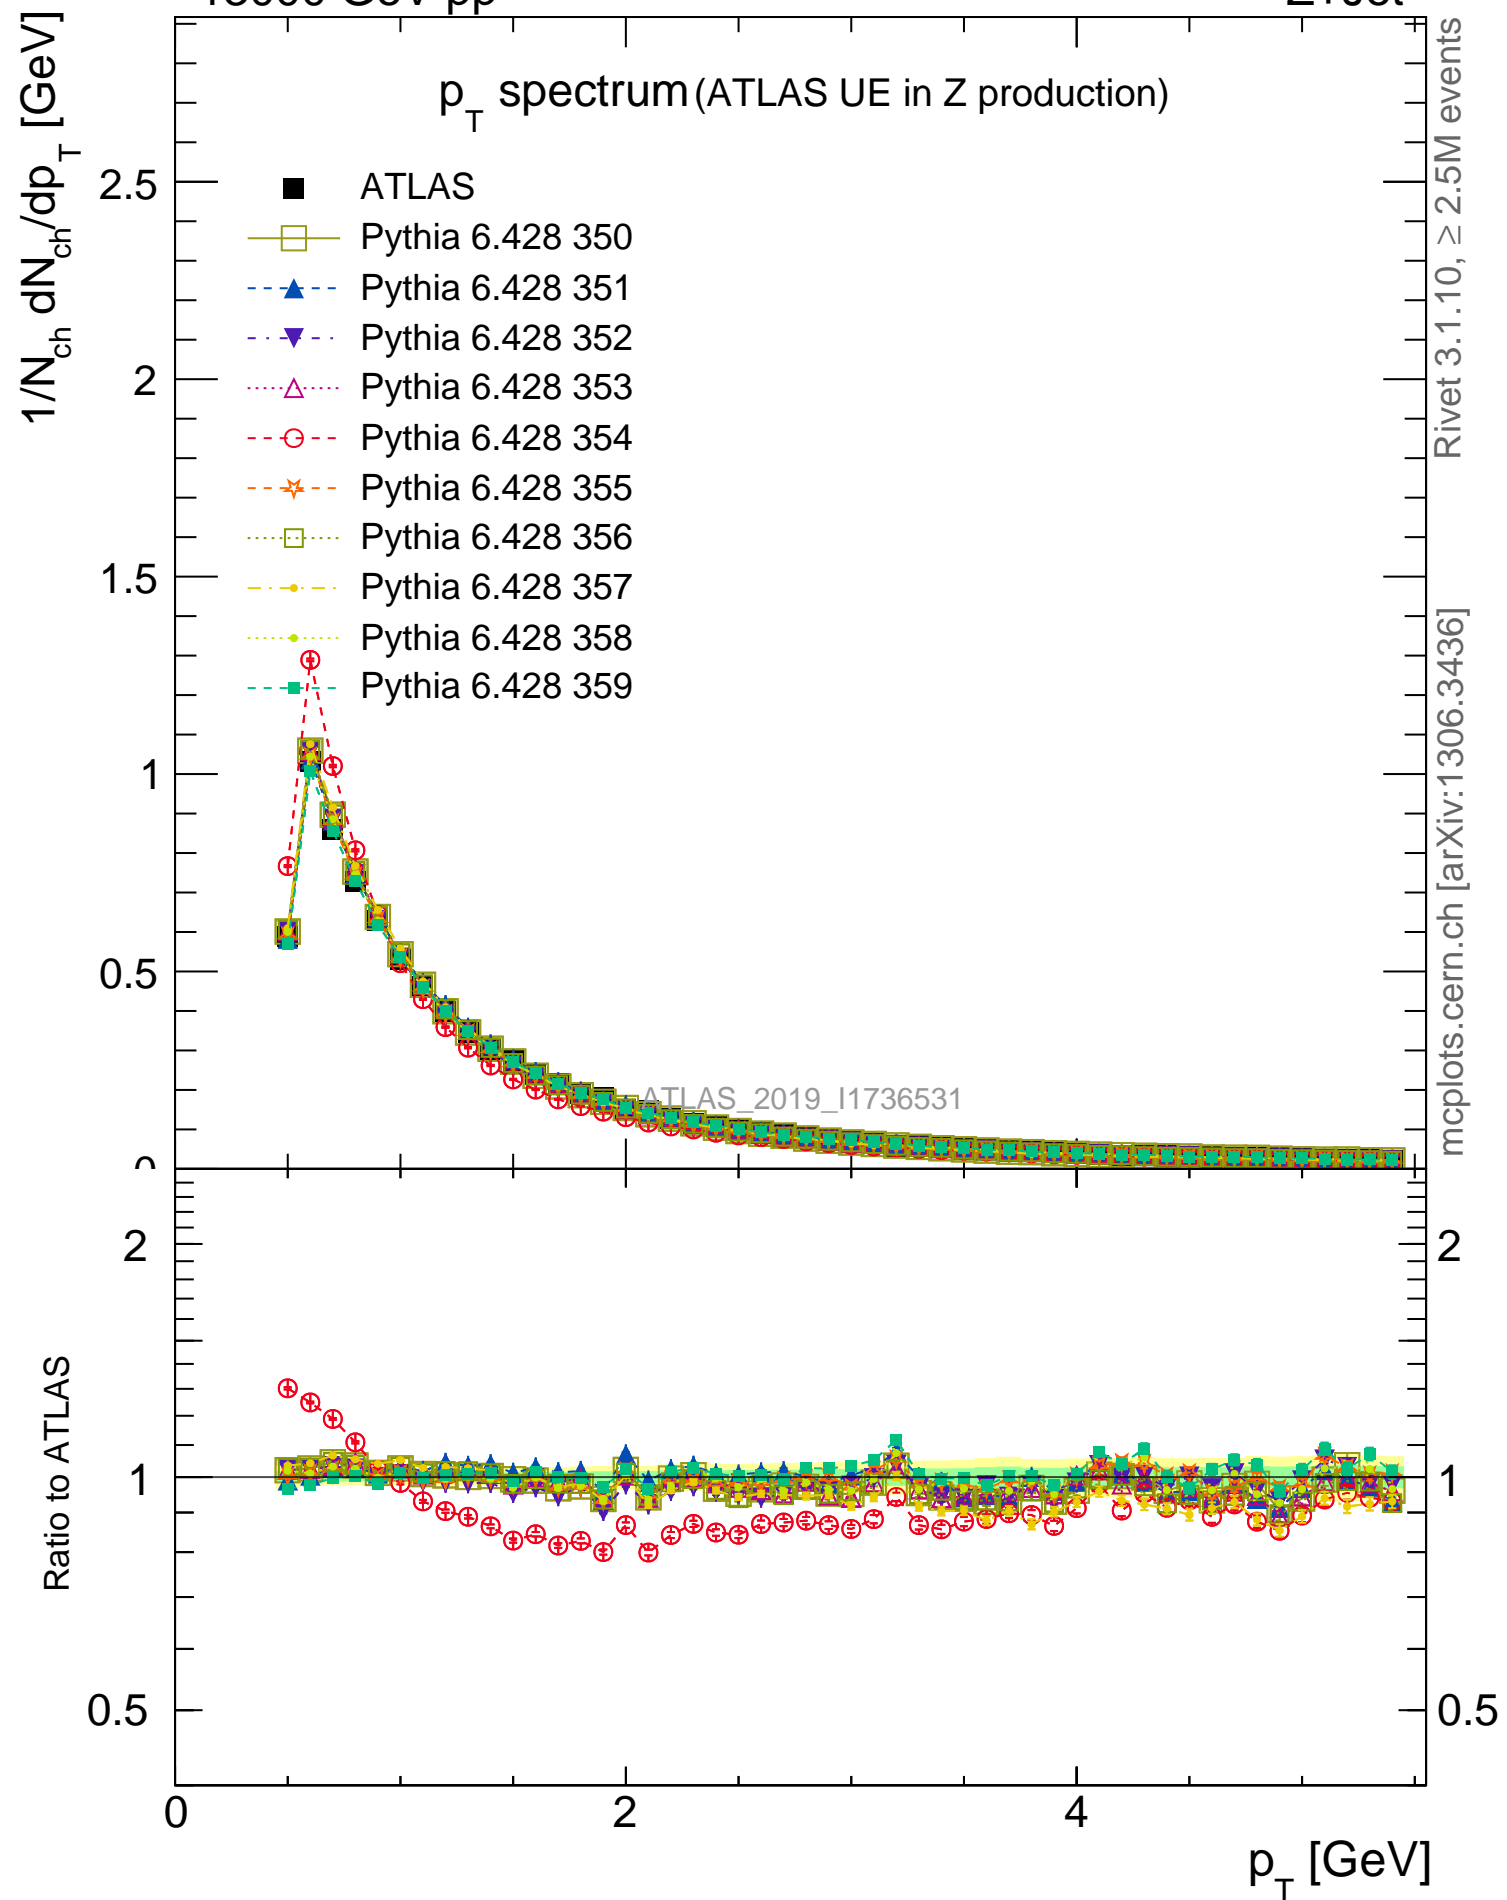 1/N_ch dN_ch/dp_T [GeV]
p_T spectrum (ATLAS UE in Z production)
ATLAS
Pythia 6.428 350
Pythia 6.428 351
Pythia 6.428 352
Pythia 6.428 353
Pythia 6.428 354
Pythia 6.428 355
Pythia 6.428 356
Pythia 6.428 357
Pythia 6.428 358
Pythia 6.428 359
2.5
2
1.5
1
0.5
0
ATLAS_2019_I1736531
Rivet 3.1.10, ≥ 2.5M events
mcplots.cern.ch [arXiv:1306.3436]
Ratio to ATLAS
2
1
0.5
2
1
0.5
0
2
4
p_T [GeV]